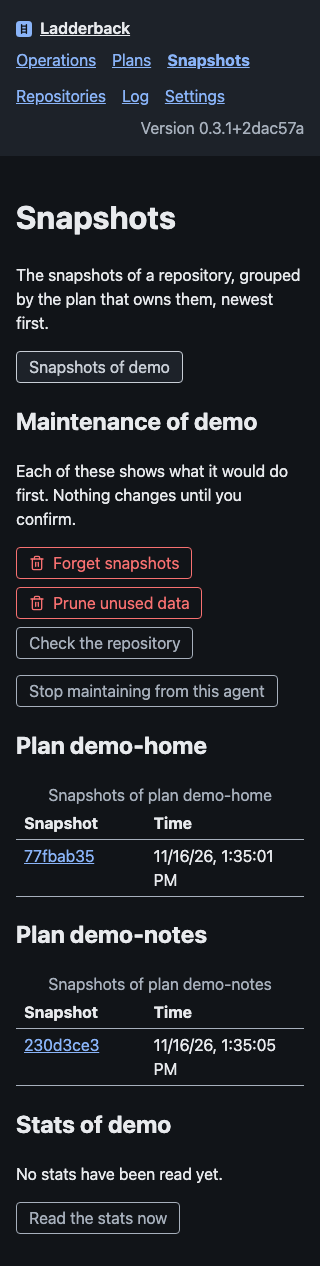 Ladderback
Operations Plans Snapshots
Repositories Log Settings
Version 0.3.1+2dac57a
Snapshots
The snapshots of a repository, grouped
by the plan that owns them, newest
first.
Snapshots of demo
Maintenance of demo
Each of these shows what it would do
first. Nothing changes until you
confirm.
Forget snapshots
Prune unused data
Check the repository
Stop maintaining from this agent
Plan demo-home
Snapshots of plan demo-home
Snapshot Time
77fbab35 11/16/26, 1:35:01
PM
Plan demo-notes
Snapshots of plan demo-notes
Snapshot Time
230d3ce3 11/16/26, 1:35:05
PM
Stats of demo
No stats have been read yet.
Read the stats now